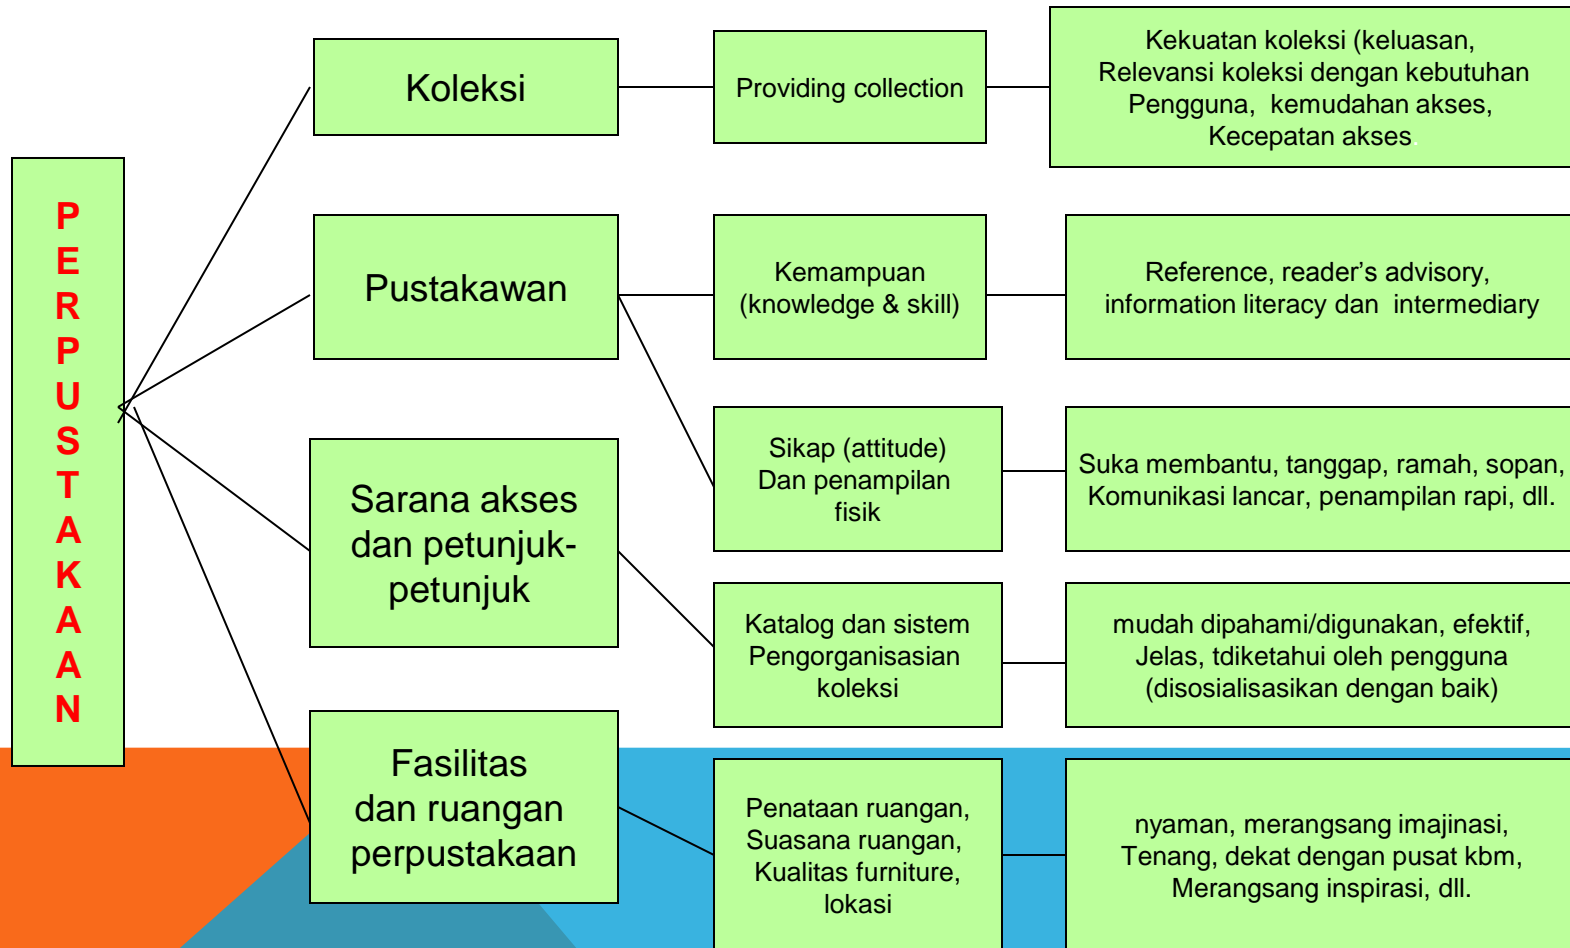 PERPUSTAKAAN
Koleksi
Providing collection
Kekuatan koleksi (keluasan,
Relevansi koleksi dengan kebutuhan
Pengguna, kemudahan akses,
Kecepatan akses.
Pustakawan
Kemampuan
(knowledge & skill)
Reference, reader's advisory,
information literacy dan intermediary
Sikap (attitude)
Dan penampilan
fisik
Suka membantu, tanggap, ramah, sopan,
Komunikasi lancar, penampilan rapi, dll.
Sarana akses
dan petunjuk-
petunjuk
Katalog dan sistem
Pengorganisasian
koleksi
mudah dipahami/digunakan, efektif,
Jelas, tdiketahui oleh pengguna
(disosialisasikan dengan baik)
Fasilitas
dan ruangan
perpustakaan
Penataan ruangan,
Suasana ruangan,
Kualitas furniture,
lokasi
nyaman, merangsang imajinasi,
Tenang, dekat dengan pusat kbm,
Merangsang inspirasi, dll.